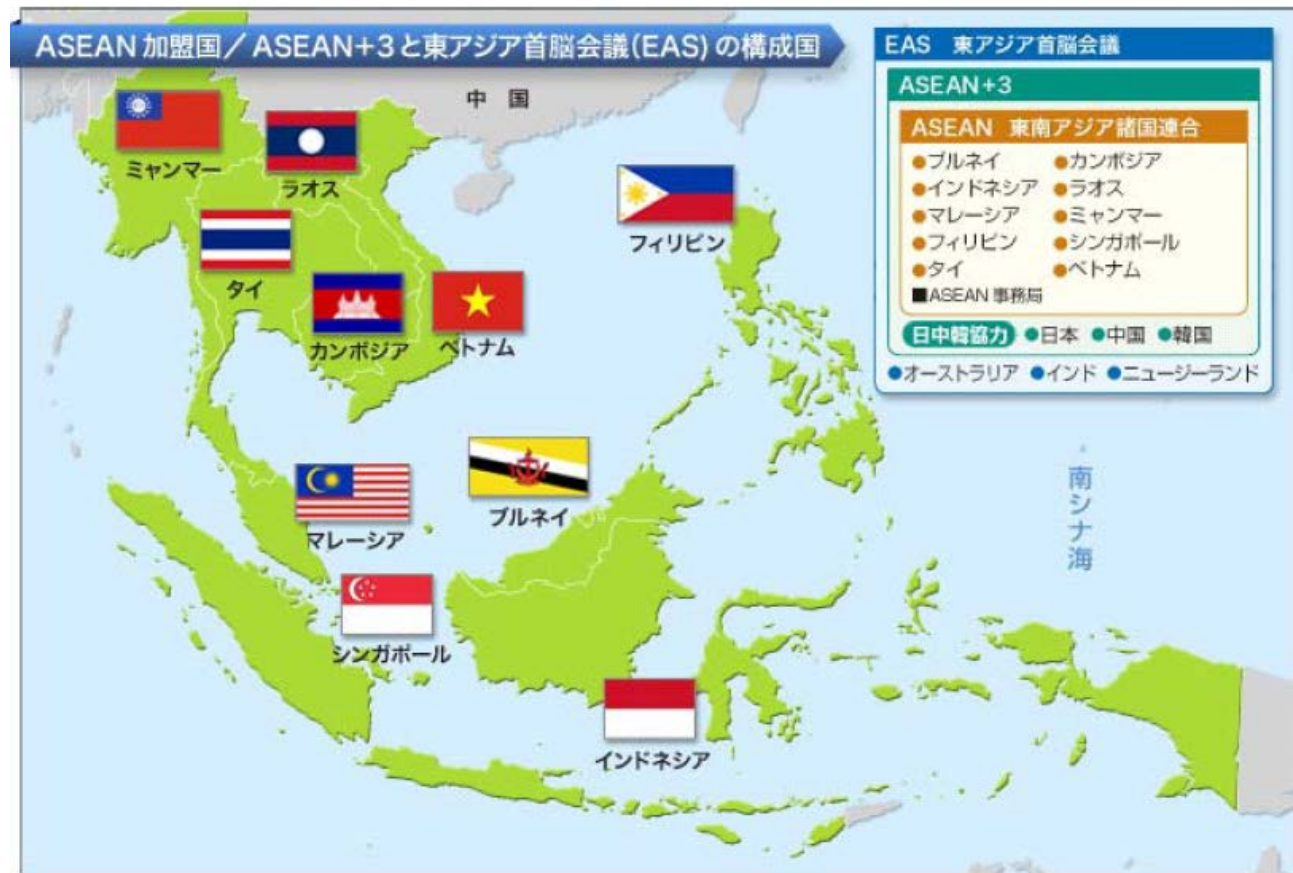 ASEAN 加盟国／ASEAN+3と東アジア首脳会議(EAS)の構成国
中国
ミャンマー
ラオス
タイ
カンボジア
ベトナム
フィリピン
マレーシア
ブルネイ
シンガポール
インドネシア
南シナ海
EAS 東アジア首脳会議
ASEAN+3
ASEAN 東南アジア諸国連合
●ブルネイ ●カンボジア
●インドネシア ●ラオス
●マレーシア ●ミャンマー
●フィリピン ●シンガポール
●タイ ●ベトナム
■ASEAN 事務局
日中韓協力 ●日本 ●中国 ●韓国
●オーストラリア ●インド ●ニュージーランド